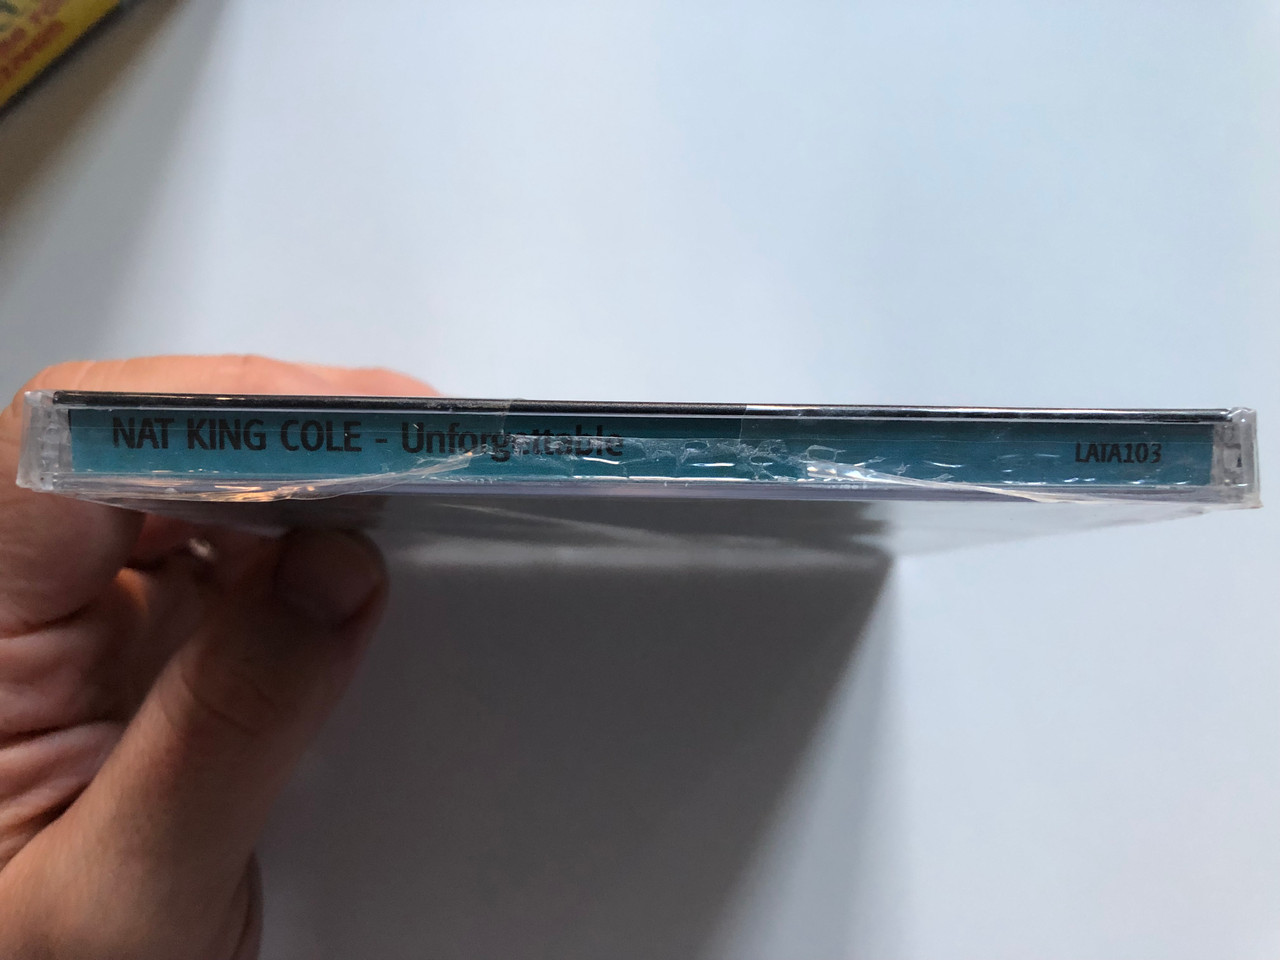 NAT KING COLE - Unforgettable
LATA103